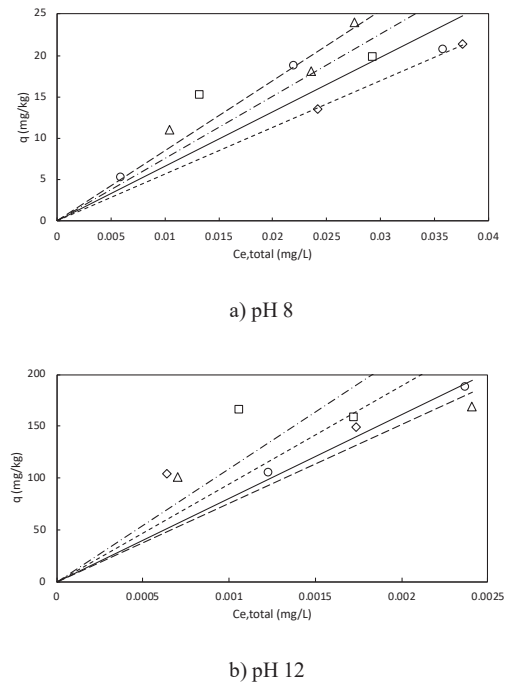 25
20
15
10
5
0
q (mg/kg)
0 0.005 0.01 0.015 0.02 0.025 0.03 0.035 0.04
Ce,total (mg/L)
a) pH 8
200
150
100
50
0
q (mg/kg)
0 0.0005 0.001 0.0015 0.002 0.0025
Ce,total (mg/L)
b) pH 12